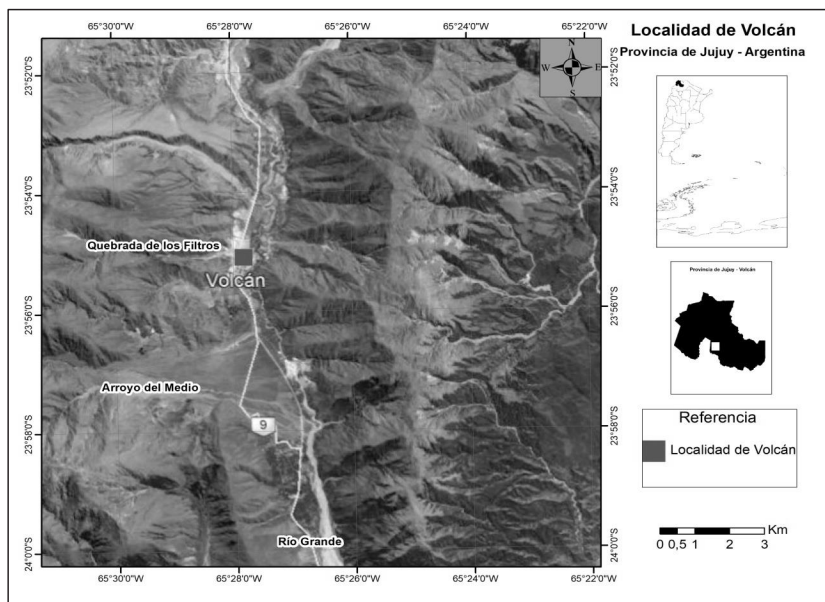 65°30'0"W
65°28'0"W
65°26'0"W
65°24'0"W
65°22'0"W
Localidad de Volcán
Provincia de Jujuy - Argentina
N
W
E
S
23°52'0"S
23°52'0"S
23°54'0"S
23°54'0"S
Quebrada de los Filtros
Volcán
Provincia de Jujuy - Volcán
23°56'0"S
23°56'0"S
Arroyo del Medio
9
23°58'0"S
23°58'0"S
Referencia
Localidad de Volcán
Río Grande
24°0'0"S
24°0'0"S
Km
0 0,5 1 2 3
65°30'0"W
65°28'0"W
65°26'0"W
65°24'0"W
65°22'0"W